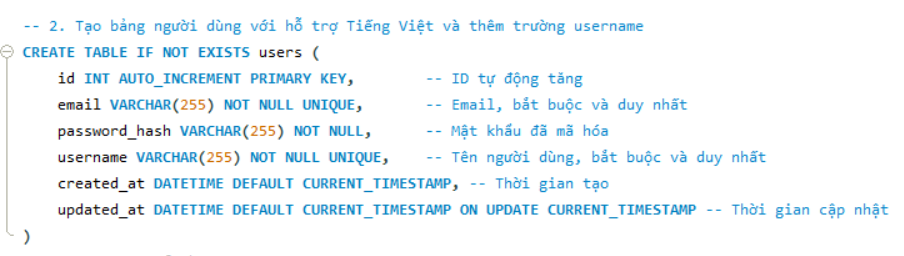 -- 2. Tạo bảng người dùng với hỗ trợ Tiếng Việt và thêm trường username
CREATE TABLE IF NOT EXISTS users (
id INT AUTO_INCREMENT PRIMARY KEY, -- ID tự động tăng
email VARCHAR(255) NOT NULL UNIQUE, -- Email, bắt buộc và duy nhất
password_hash VARCHAR(255) NOT NULL, -- Mật khẩu đã mã hóa
username VARCHAR(255) NOT NULL UNIQUE, -- Tên người dùng, bắt buộc và duy nhất
created_at DATETIME DEFAULT CURRENT_TIMESTAMP, -- Thời gian tạo
updated_at DATETIME DEFAULT CURRENT_TIMESTAMP ON UPDATE CURRENT_TIMESTAMP -- Thời gian cập nhật
)